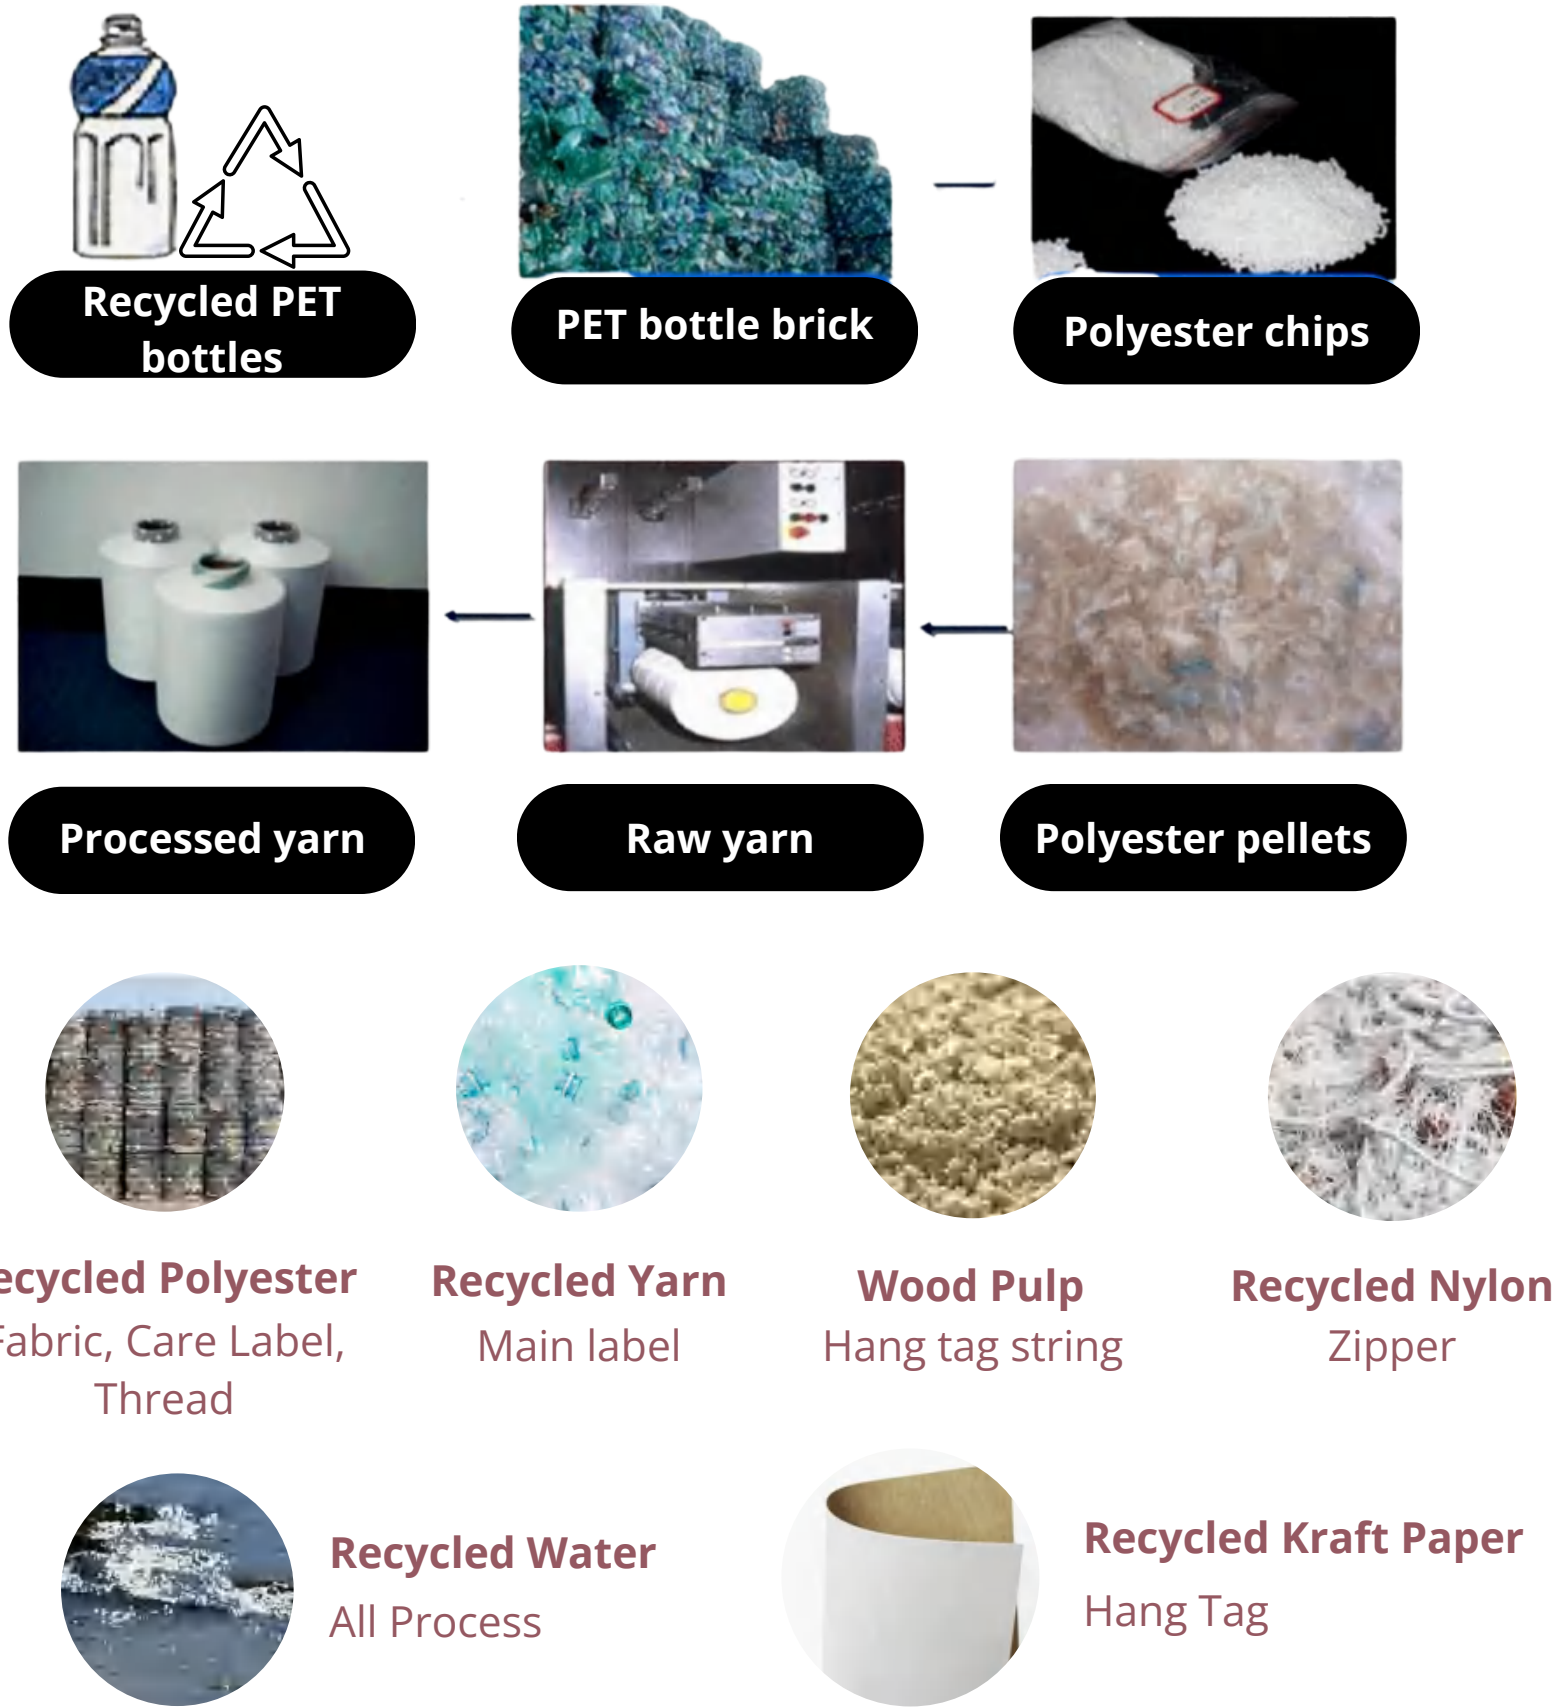 Recycled PET
bottles
PET bottle brick
Polyester chips
Processed yarn
Raw yarn
Polyester pellets
ecycled Polyester
Fabric, Care Label,
Thread
Recycled Yarn
Main label
Wood Pulp
Hang tag string
Recycled Nylon
Zipper
Recycled Water
All Process
Recycled Kraft Paper
Hang Tag